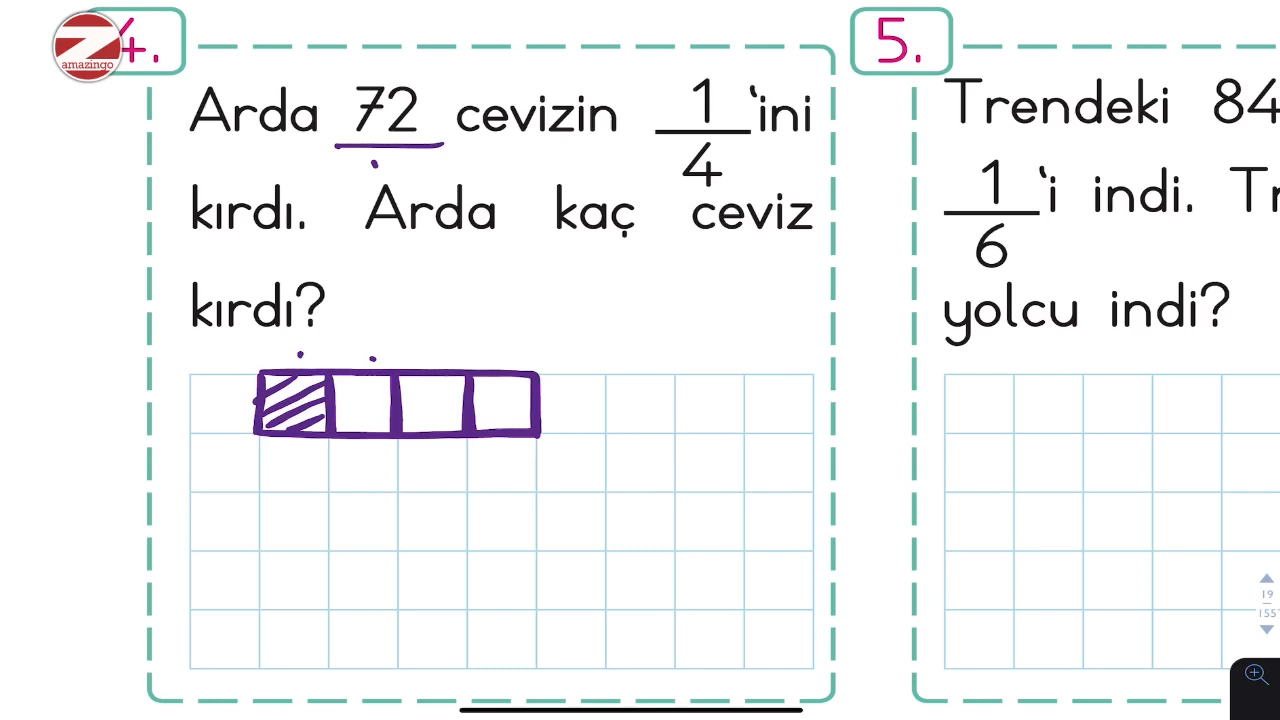 amazingo
4.
Arda 72 cevizin 1/4 'ini
kırdı. Arda kaç ceviz
kırdı?
5.
Trendeki 84
1/6 'i indi. Tr
yolcu indi?
19
155